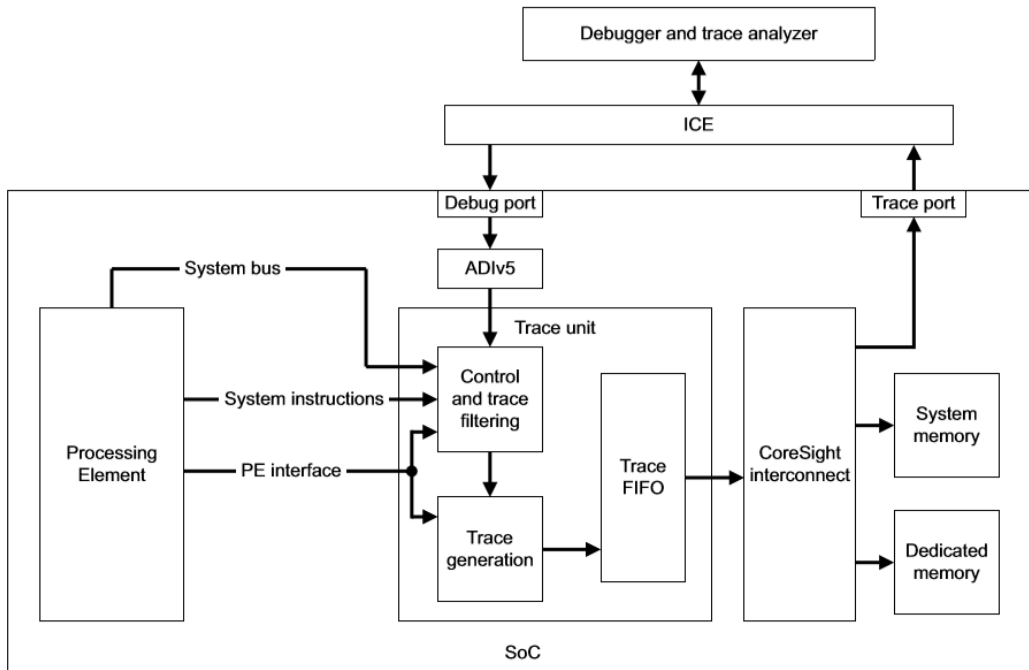 Debugger and trace analyzer
ICE
Debug port
Trace port
ADIv5
System bus
Trace unit
Control
and trace
filtering
System instructions
System
memory
Processing
Element
PE interface
Trace
FIFO
CoreSight
interconnect
Trace
generation
Dedicated
memory
SoC